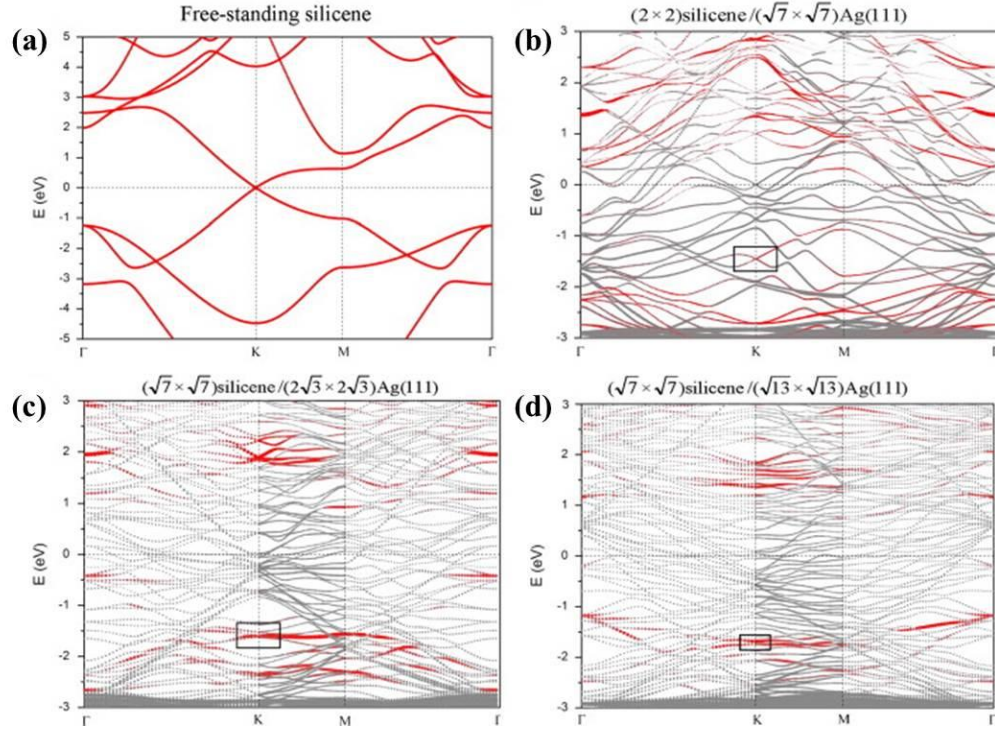 Free-standing silicene
(a)
5
4
3
2
1
0
-1
-2
-3
-4
-5
E (eV)
Γ K M Γ
(2×2)silicene/(√7×√7)Ag(111)
(b)
3
2
1
0
-1
-2
-3
E (eV)
Γ K M Γ
(√7×√7)silicene/(2√3×2√3)Ag(111)
(c)
3
2
1
0
-1
-2
-3
E (eV)
Γ K M Γ
(√7×√7)silicene/(√13×√13)Ag(111)
(d)
3
2
1
0
-1
-2
-3
E (eV)
Γ K M Γ